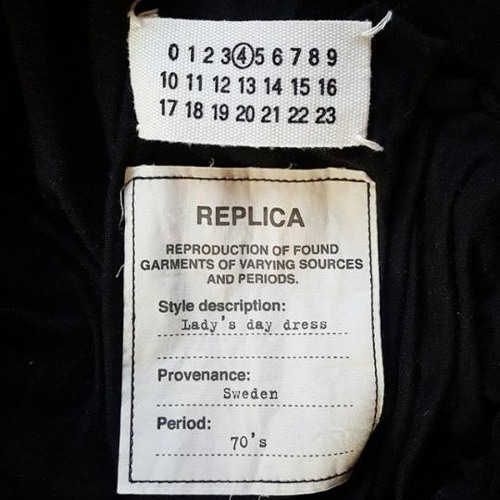 0 1 2 3 4 5 6 7 8 9
10 11 12 13 14 15 16
17 18 19 20 21 22 23
REPLICA
REPRODUCTION OF FOUND
GARMENTS OF VARYING SOURCES
AND PERIODS.
Style description:
Lady's day dress
Provenance:
Sweden
Period:
70's